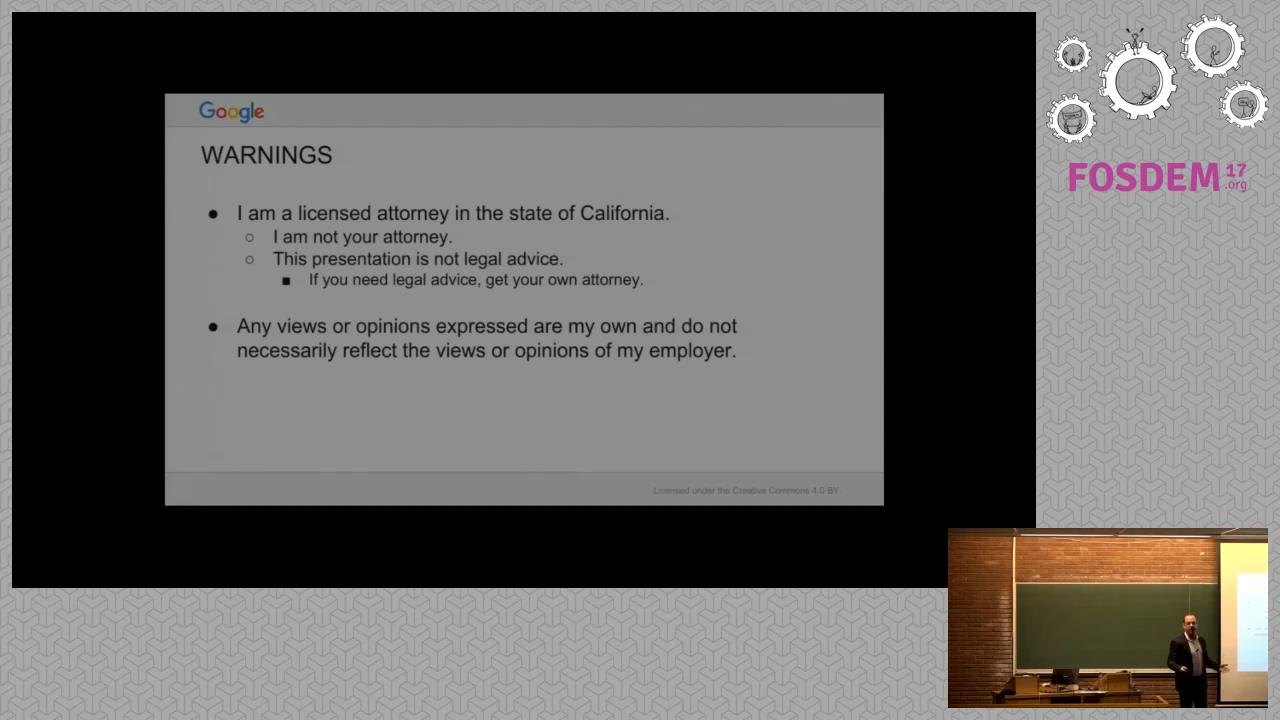 Google
WARNINGS
● I am a licensed attorney in the state of California.
○ I am not your attorney.
○ This presentation is not legal advice.
■ If you need legal advice, get your own attorney.
● Any views or opinions expressed are my own and do not
necessarily reflect the views or opinions of my employer.
Licensed under the Creative Commons 4.0 BY
FOSDEM 17
.org